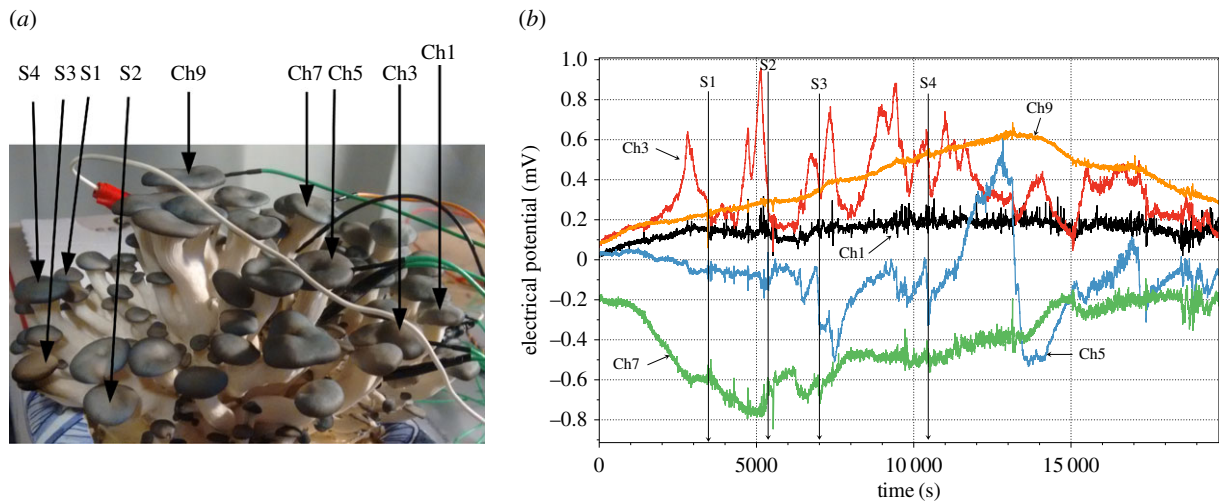 (a)
S4 S3 S1 S2 Ch9 Ch7 Ch5 Ch3 Ch1
(b)
electrical potential (mV)
1.0
0.8
0.6
0.4
0.2
0
–0.2
–0.4
–0.6
–0.8
S1
S2
S3
S4
Ch9
Ch3
Ch1
Ch7
Ch5
0 5000 10 000 15 000
time (s)